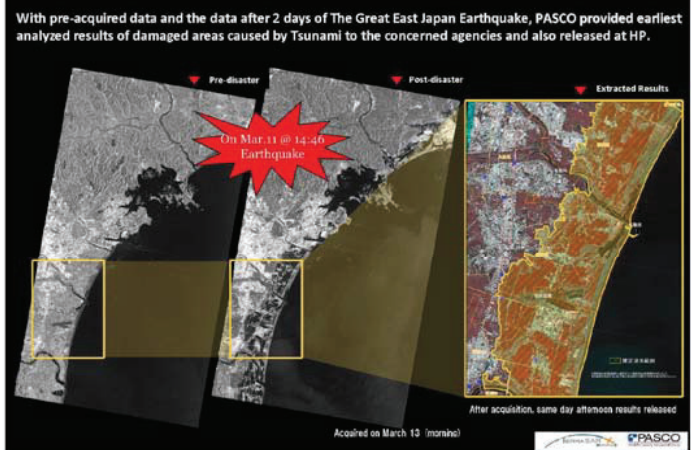 With pre-acquired data and the data after 2 days of The Great East Japan Earthquake, PASCO provided earliest
analyzed results of damaged areas caused by Tsunami to the concerned agencies and also released at HP.
Pre-disaster
Post-disaster
Extracted Results
On Mar.11 @ 14:46
Earthquake
After acquisition, same day afternoon results released
Acquired on March 13 (morning)
PASCO